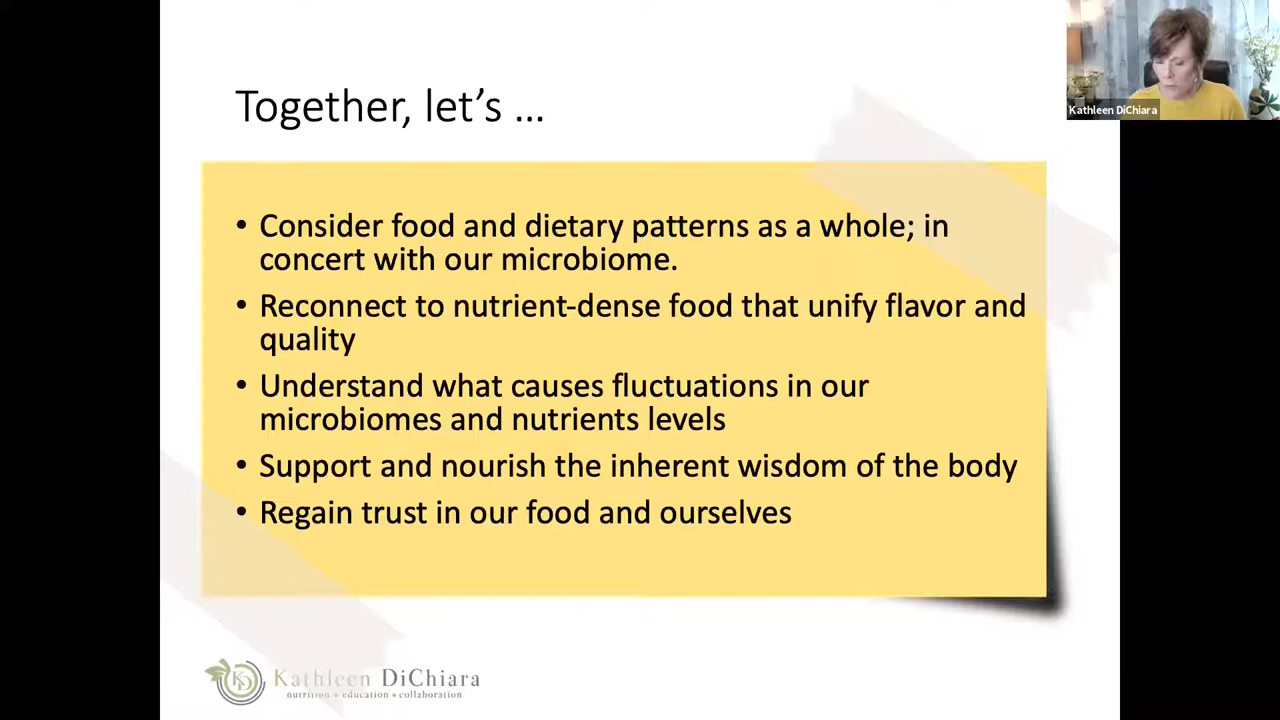 Together, let's ...
• Consider food and dietary patterns as a whole; in
concert with our microbiome.
• Reconnect to nutrient-dense food that unify flavor and
quality
• Understand what causes fluctuations in our
microbiomes and nutrients levels
• Support and nourish the inherent wisdom of the body
• Regain trust in our food and ourselves
Kathleen DiChiara
KD
Kathleen DiChiara
nutrition • education • collaboration